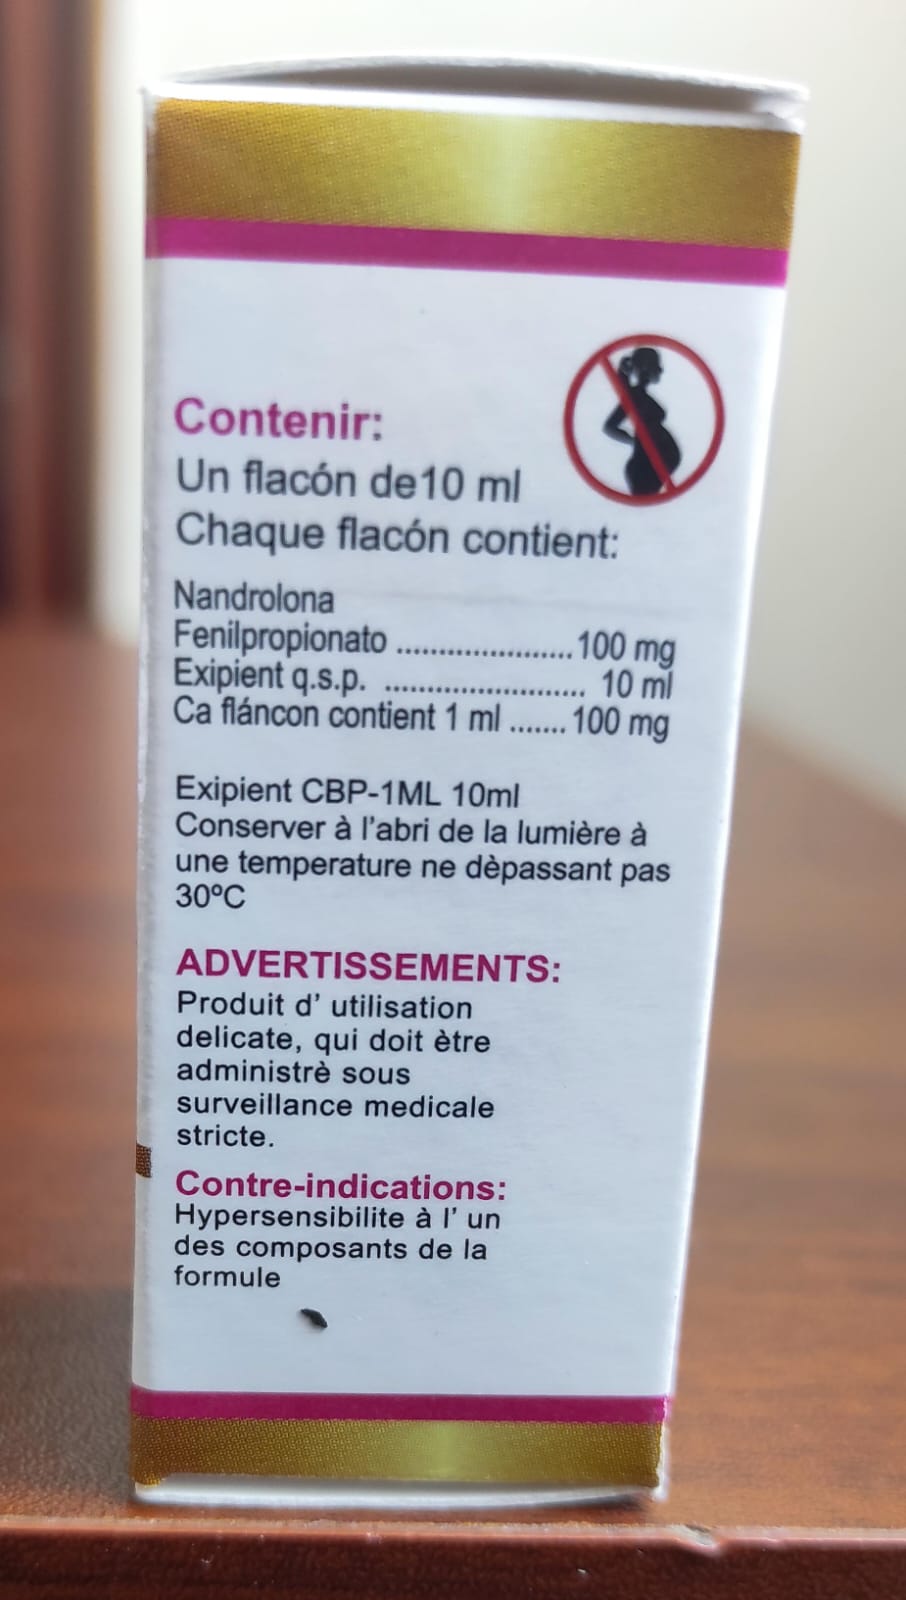 Contenir:
Un flacón de10 ml
Chaque flacón contient:
Nandrolona
Fenilpropionato ..................... 100 mg
Exipient q.s.p. ........................ 10 ml
Ca fláncon contient 1 ml ....... 100 mg
Exipient CBP-1ML 10ml
Conserver à l'abri de la lumière à
une temperature ne dèpassant pas
30ºC
ADVERTISSEMENTS:
Produit d' utilisation
delicate, qui doit ètre
administrè sous
surveillance medicale
stricte.
Contre-indications:
Hypersensibilite à l' un
des composants de la
formule